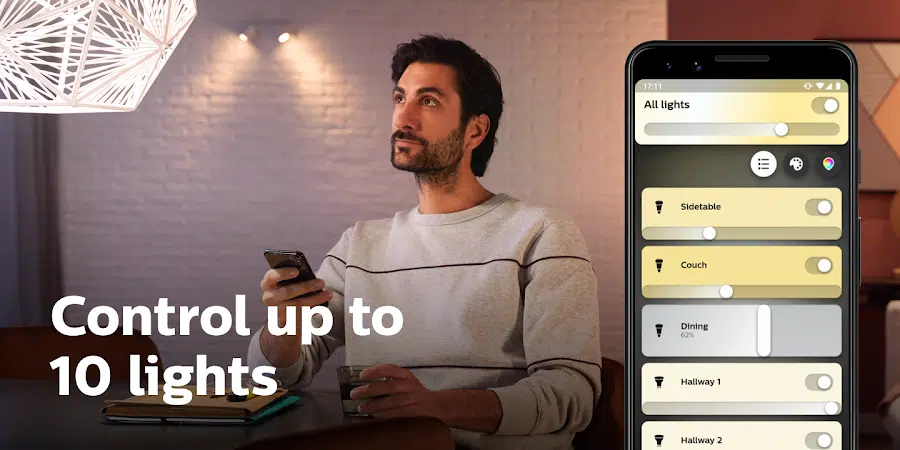 Control up to
10 lights
17:11
All lights
Sidetable
Couch
Dining
62%
Hallway 1
Hallway 2